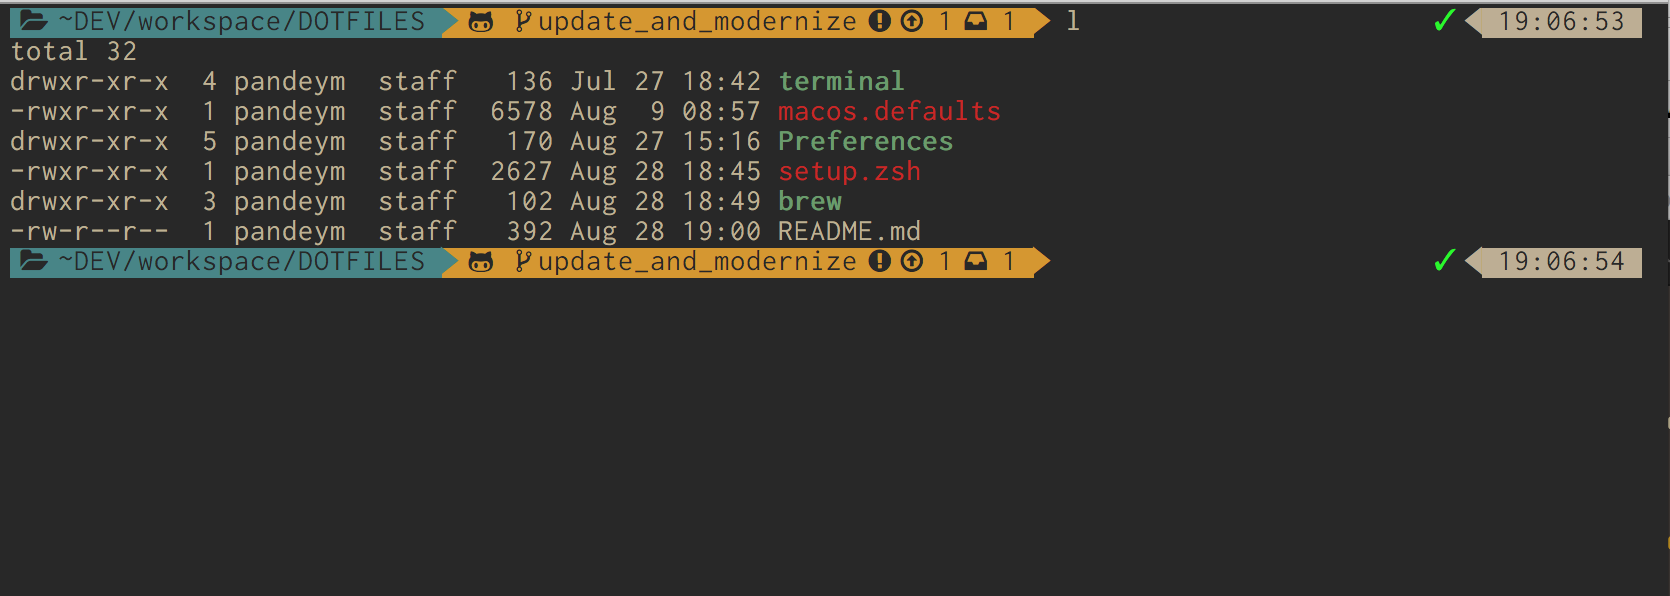 ~DEV/workspace/DOTFILES update_and_modernize 1 1 l ✓ 19:06:53
total 32
drwxr-xr-x 4 pandeym staff 136 Jul 27 18:42 terminal
-rwxr-xr-x 1 pandeym staff 6578 Aug 9 08:57 macos.defaults
drwxr-xr-x 5 pandeym staff 170 Aug 27 15:16 Preferences
-rwxr-xr-x 1 pandeym staff 2627 Aug 28 18:45 setup.zsh
drwxr-xr-x 3 pandeym staff 102 Aug 28 18:49 brew
-rw-r--r-- 1 pandeym staff 392 Aug 28 19:00 README.md
~DEV/workspace/DOTFILES update_and_modernize 1 1 ✓ 19:06:54